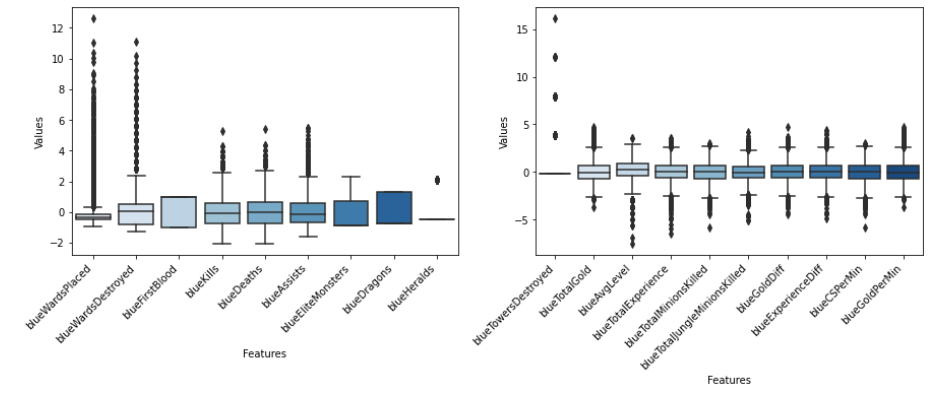 12
10
8
6
4
2
0
−2
Values
blueWardsPlaced
blueWardsDestroyed
blueFirstBlood
blueKills
blueDeaths
blueAssists
blueEliteMonsters
blueDragons
blueHeralds
Features
15
10
5
0
−5
Values
blueTowersDestroyed
blueTotalGold
blueAvgLevel
blueTotalExperience
blueTotalMinionsKilled
blueTotalJungleMinionsKilled
blueGoldDiff
blueExperienceDiff
blueCSPerMin
blueGoldPerMin
Features